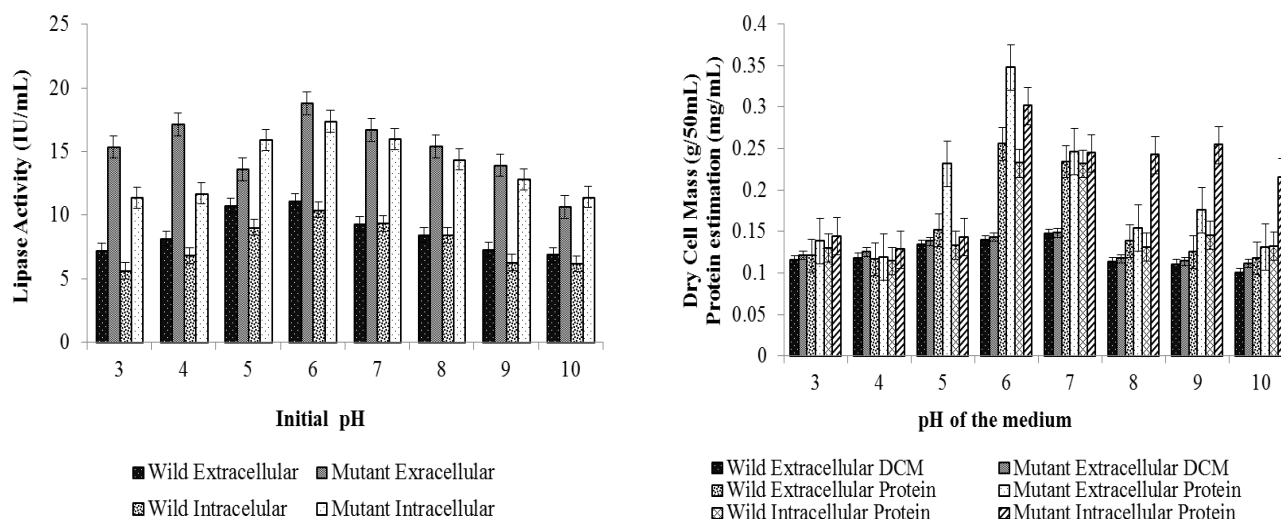 Lipase Activity (IU/mL)
25
20
15
10
5
0
3 4 5 6 7 8 9 10
Initial pH
Wild Extracellular
Mutant Exracellular
Wild Intracelular
Mutant Intracellular
Dry Cell Mass (g/50mL)
Protein estimation (mg/mL)
0.4
0.35
0.3
0.25
0.2
0.15
0.1
0.05
0
3 4 5 6 7 8 9 10
pH of the medium
Wild Extracellular DCM
Mutant Extracellular DCM
Wild Extracellular Protein
Mutant Extracellular Protein
Wild Intracellular Protein
Mutant Intracellular Protein